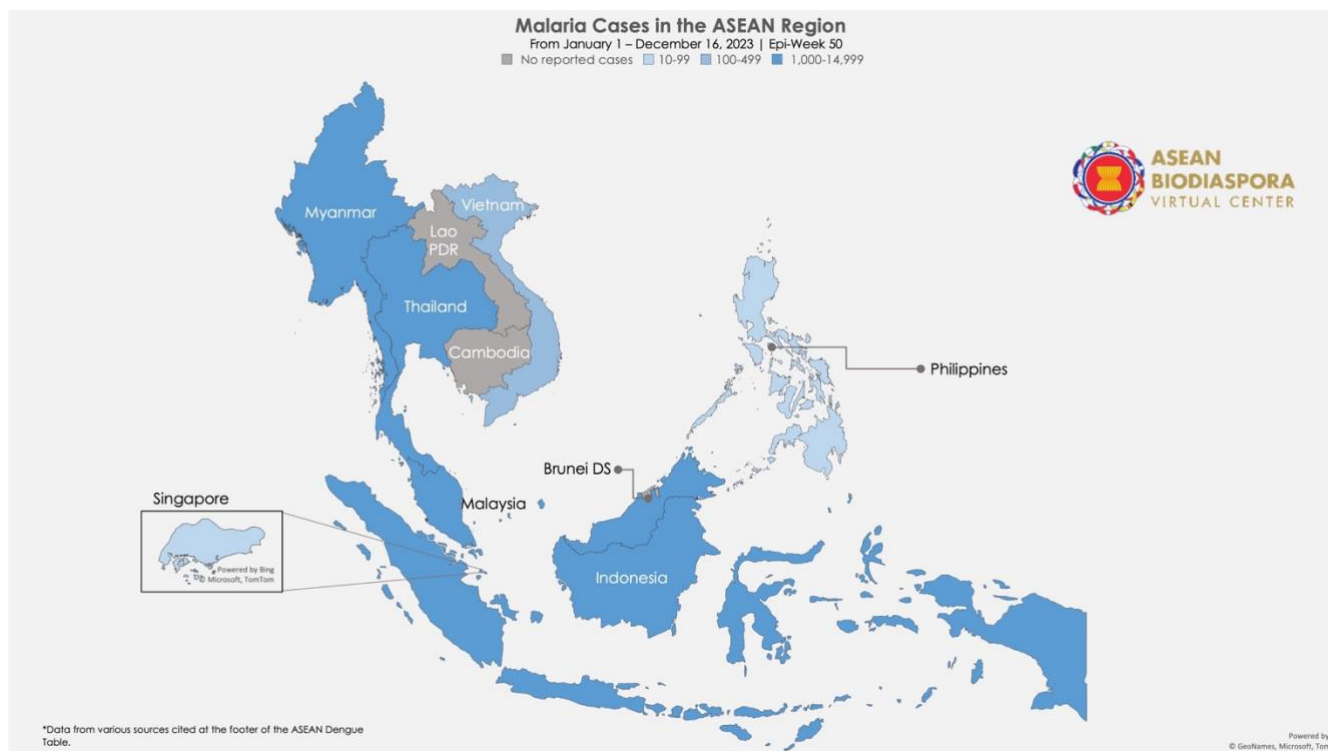 Malaria Cases in the ASEAN Region
From January 1 – December 16, 2023 | Epi-Week 50
No reported cases 10-99 100-499 1,000-14,999
ASEAN
BIODIASPORA
VIRTUAL CENTER
Myanmar
Vietnam
Lao
PDR
Thailand
Cambodia
Philippines
Brunei DS
Singapore
Malaysia
Powered by Bing
© Microsoft, TomTom
Indonesia
*Data from various sources cited at the footer of the ASEAN Dengue
Table.
Powered by
© GeoNames, Microsoft, Tom